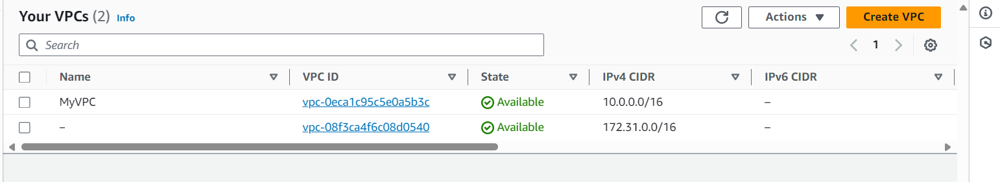 Your VPCs (2) Info
Actions
Create VPC
Search
1
Name VPC ID State IPv4 CIDR IPv6 CIDR
MyVPC vpc-0eca1c95c5e0a5b3c Available 10.0.0.0/16 –
– vpc-08f3ca4f6c08d0540 Available 172.31.0.0/16 –